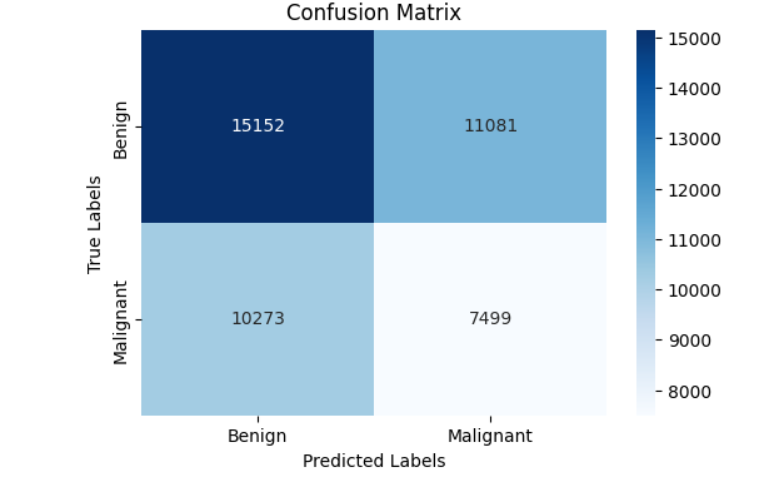 Confusion Matrix
True Labels
Benign
Malignant
15152
11081
10273
7499
Benign
Malignant
Predicted Labels
15000
14000
13000
12000
11000
10000
9000
8000